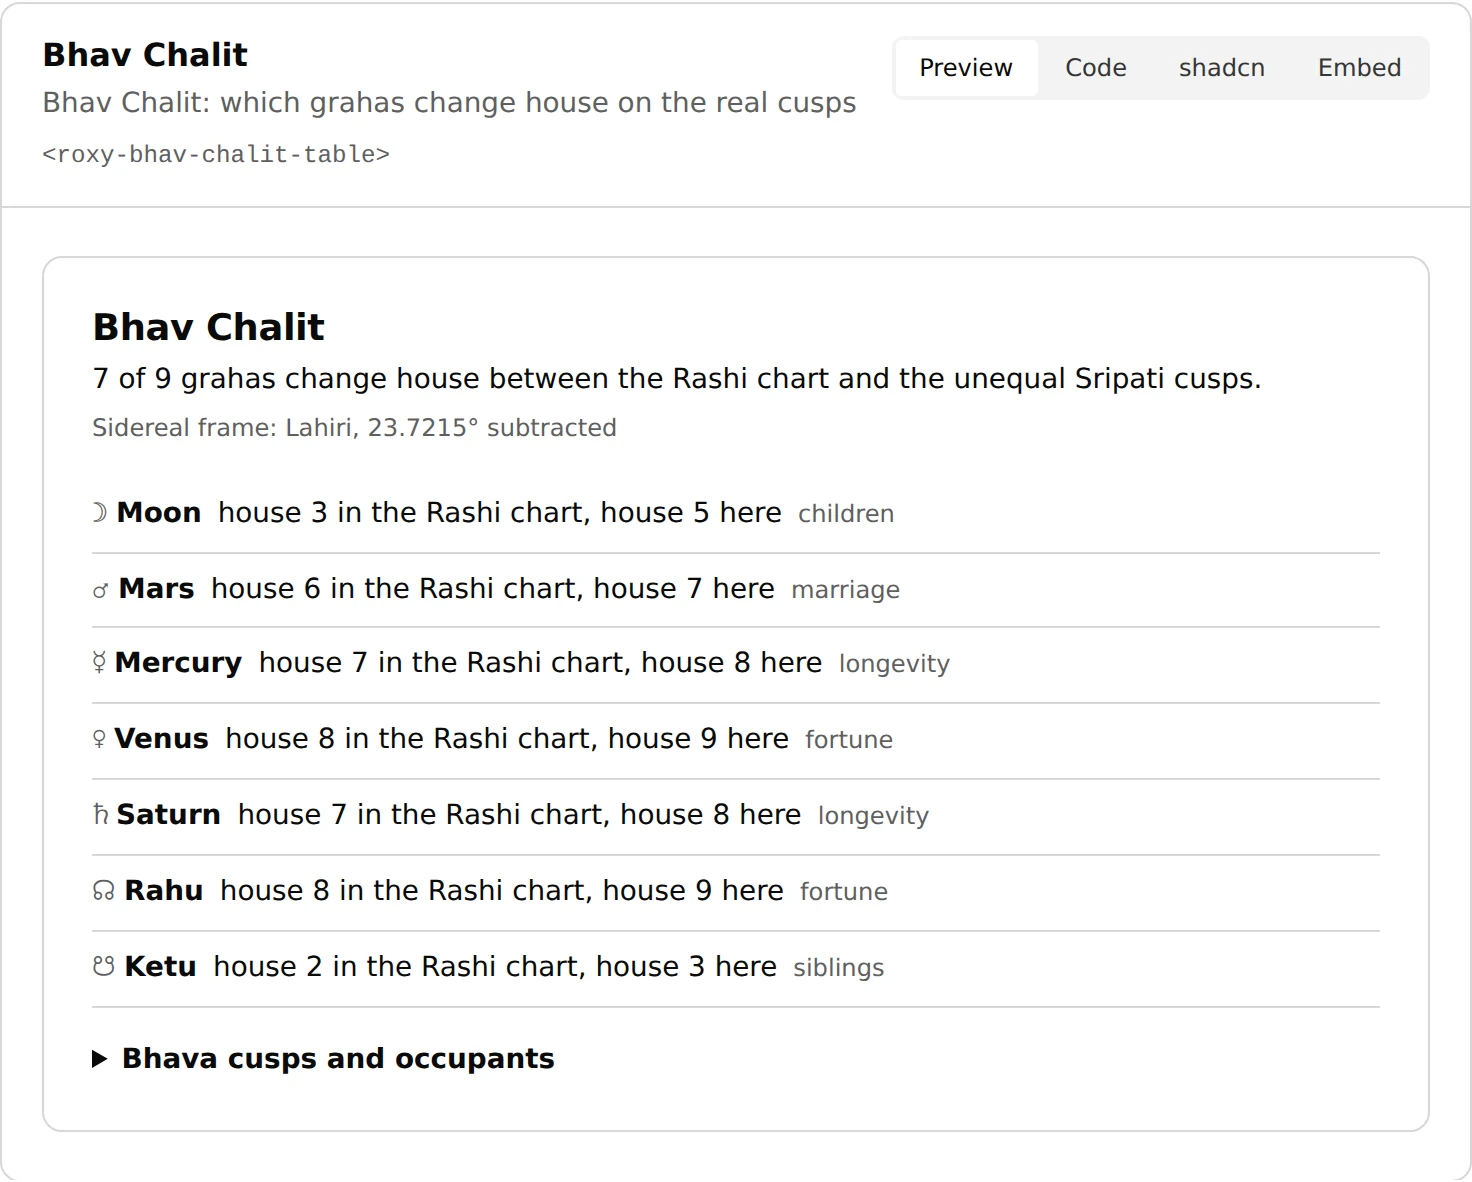 Bhav Chalit
Bhav Chalit: which grahas change house on the real cusps
<roxy-bhav-chalit-table>
Preview Code shadcn Embed
Bhav Chalit
7 of 9 grahas change house between the Rashi chart and the unequal Sripati cusps.
Sidereal frame: Lahiri, 23.7215° subtracted
☽ Moon house 3 in the Rashi chart, house 5 here children
♂ Mars house 6 in the Rashi chart, house 7 here marriage
☿ Mercury house 7 in the Rashi chart, house 8 here longevity
♀ Venus house 8 in the Rashi chart, house 9 here fortune
♄ Saturn house 7 in the Rashi chart, house 8 here longevity
☊ Rahu house 8 in the Rashi chart, house 9 here fortune
☋ Ketu house 2 in the Rashi chart, house 3 here siblings
▶ Bhava cusps and occupants